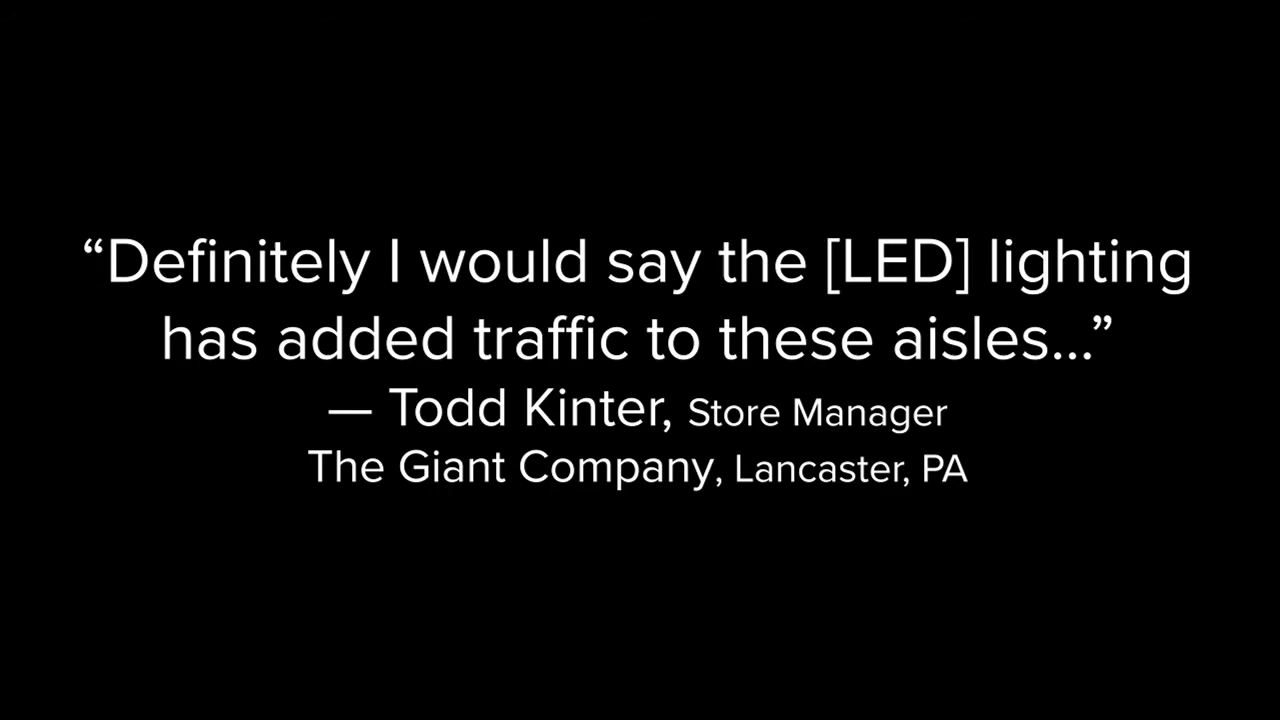 “Definitely I would say the [LED] lighting
has added traffic to these aisles...”
— Todd Kinter, Store Manager
The Giant Company, Lancaster, PA